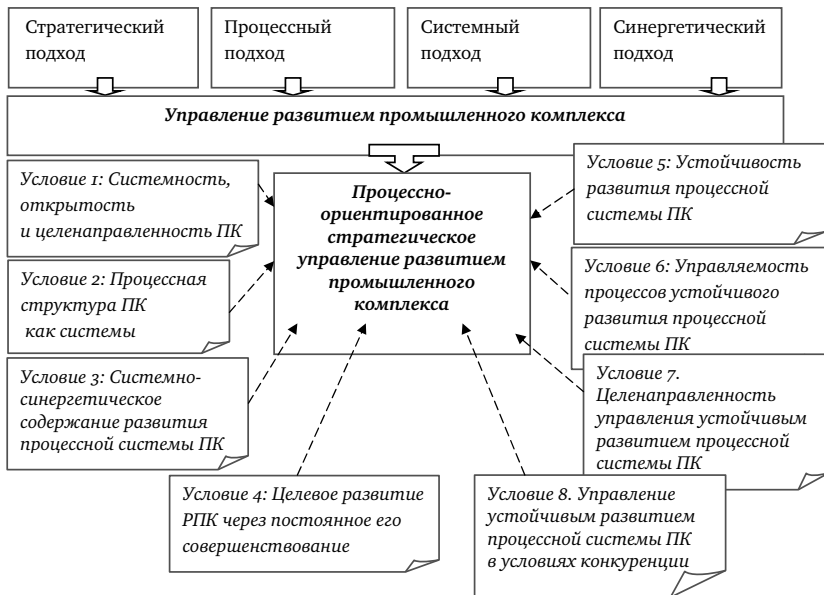 Стратегический
подход
Процессный
подход
Системный
подход
Синергетический
подход
Управление развитием промышленного комплекса
Процессно-
ориентированное
стратегическое
управление развитием
промышленного
комплекса
Условие 1: Системность,
открытость
и целенаправленность ПК
Условие 2: Процессная
структура ПК
как системы
Условие 3: Системно-
синергетическое
содержание развития
процессной системы ПК
Условие 4: Целевое развитие
РПК через постоянное его
совершенствование
Условие 5: Устойчивость
развития процессной
системы ПК
Условие 6: Управляемость
процессов устойчивого
развития процессной
системы ПК
Условие 7.
Целенаправленность
управления устойчивым
развитием процессной
системы ПК
Условие 8. Управление
устойчивым развитием
процессной системы ПК
в условиях конкуренции